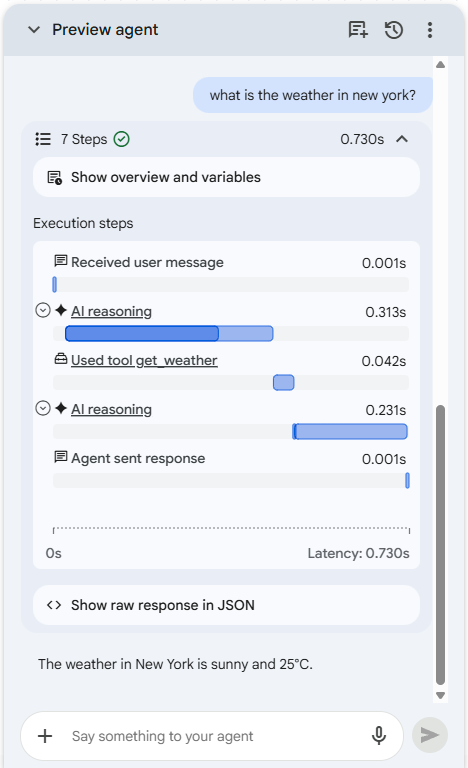 Preview agent
what is the weather in new york?
7 Steps 0.730s
Show overview and variables
Execution steps
Received user message 0.001s
AI reasoning 0.313s
Used tool get_weather 0.042s
AI reasoning 0.231s
Agent sent response 0.001s
0s Latency: 0.730s
<> Show raw response in JSON
The weather in New York is sunny and 25°C.
Say something to your agent